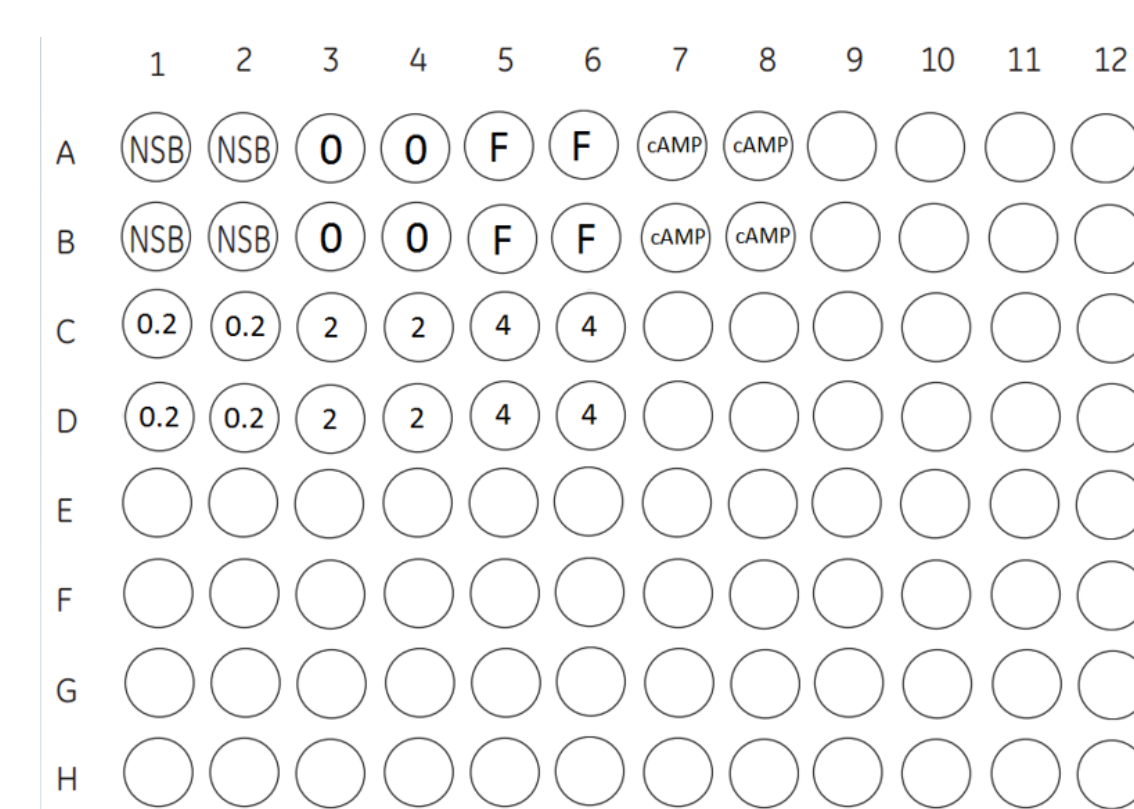 1 2 3 4 5 6 7 8 9 10 11 12
A NSB NSB 0 0 F F cAMP cAMP
B NSB NSB 0 0 F F cAMP cAMP
C 0.2 0.2 2 2 4 4
D 0.2 0.2 2 2 4 4
E
F
G
H